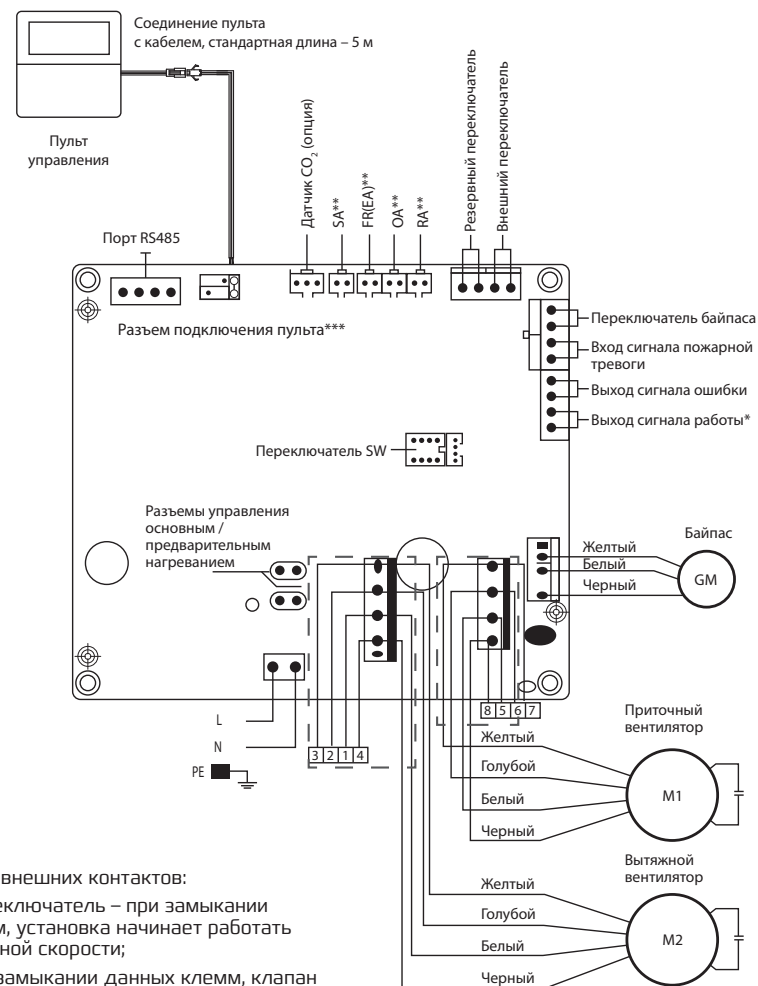 Соединение пульта
с кабелем, стандартная длина – 5 м
Пульт
управления
Датчик CO2 (опция)
SA**
FR(EA)**
OA**
RA**
Резервный переключатель
Внешний переключатель
Порт RS485
Разъем подключения пульта***
Переключатель байпаса
Вход сигнала пожарной
тревоги
Выход сигнала ошибки
Выход сигнала работы*
Переключатель SW
Разъемы управления
основным /
предварительным
нагреванием
Байпас
Желтый
Белый
Черный
GM
L
N
PE
3 2 1 4
8 5 6 7
Приточный
вентилятор
Желтый
Голубой
Белый
Черный
M1
Вытяжной
вентилятор
Желтый
Голубой
Белый
Черный
M2
внешних контактов:
еключатель – при замыкании
м, установка начинает работать
ной скорости;
замыкании данных клемм, клапан